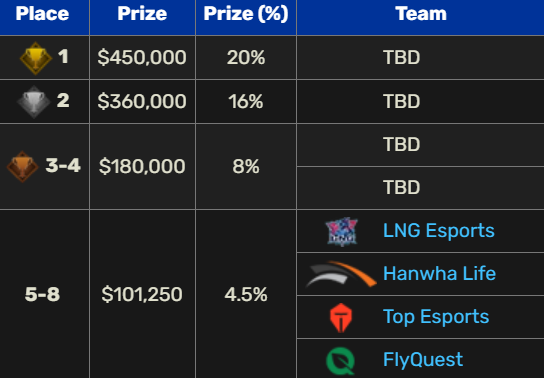 Place Prize Prize (%) Team
1 $450,000 20% TBD
2 $360,000 16% TBD
3-4 $180,000 8% TBD
TBD
5-8 $101,250 4.5% LNG Esports
Hanwha Life
Top Esports
FlyQuest
LNG